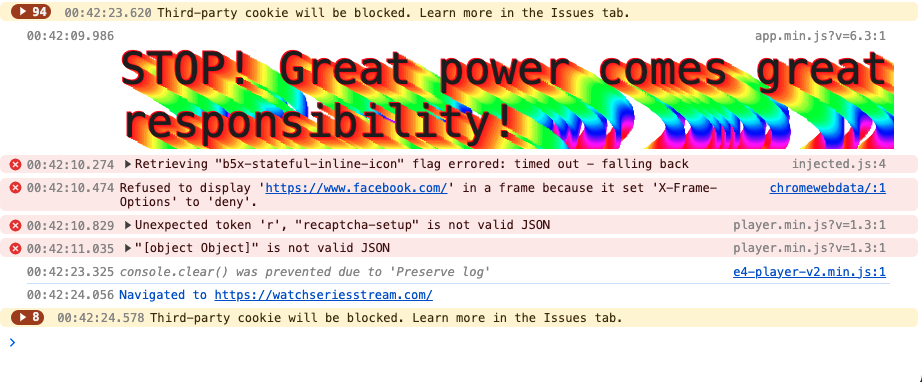 94 00:42:23.620 Third-party cookie will be blocked. Learn more in the Issues tab.
00:42:09.986 app.min.js?v=6.3:1
STOP! Great power comes great
responsibility!
00:42:10.274 Retrieving "b5x-stateful-inline-icon" flag errored: timed out – falling back injected.js:4
00:42:10.474 Refused to display 'https://www.facebook.com/' in a frame because it set 'X-Frame- chromewebdata/:1
Options' to 'deny'.
00:42:10.829 Unexpected token 'r', "recaptcha-setup" is not valid JSON player.min.js?v=1.3:1
00:42:11.035 "[object Object]" is not valid JSON player.min.js?v=1.3:1
00:42:23.325 console.clear() was prevented due to 'Preserve log' e4-player-v2.min.js:1
00:42:24.056 Navigated to https://watchseriesstream.com/
8 00:42:24.578 Third-party cookie will be blocked. Learn more in the Issues tab.